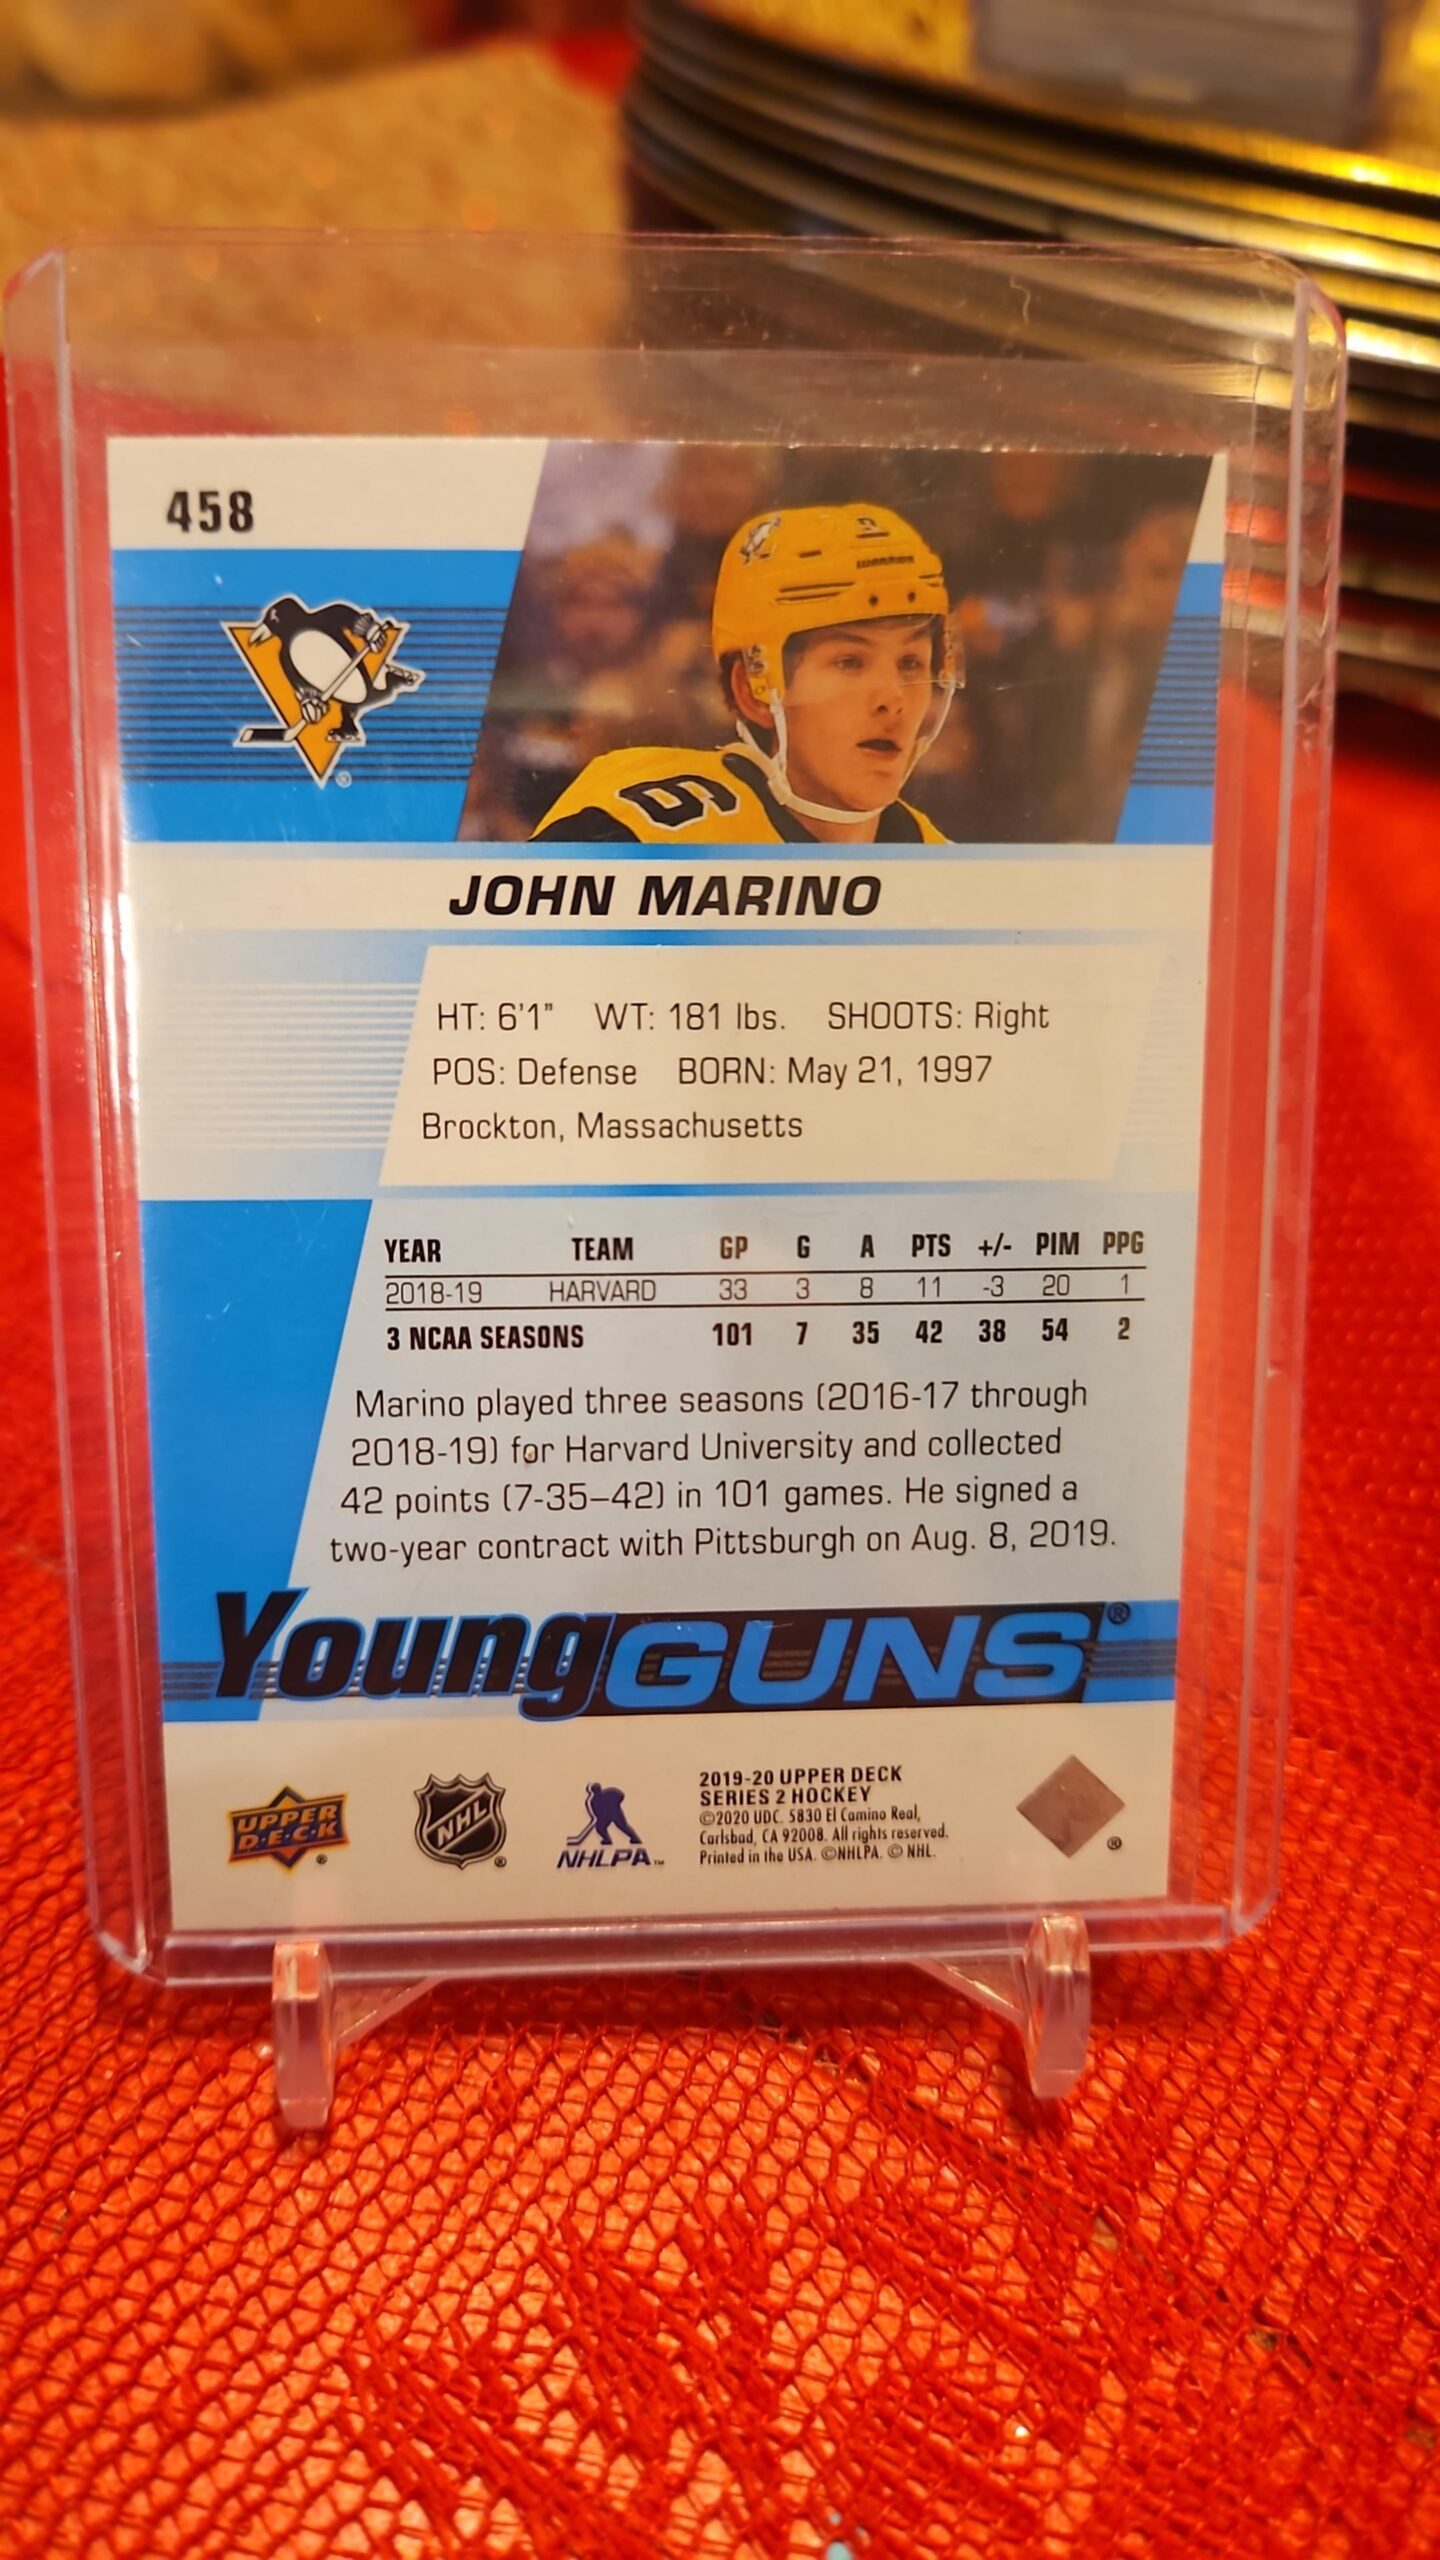 458
WARRIOR
6
JOHN MARINO
HT: 6'1" WT: 181 lbs. SHOOTS: Right
POS: Defense BORN: May 21, 1997
Brockton, Massachusetts
YEAR TEAM GP G A PTS +/- PIM PPG
2018-19 HARVARD 33 3 8 11 -3 20 1
3 NCAA SEASONS 101 7 35 42 38 54 2
Marino played three seasons (2016-17 through
2018-19) for Harvard University and collected
42 points (7-35–42) in 101 games. He signed a
two-year contract with Pittsburgh on Aug. 8, 2019.
Young GUNS®
UPPER
D·E·C·K
®
NHL
®
NHLPA™
2019-20 UPPER DECK
SERIES 2 HOCKEY
©2020 UDC. 5830 El Camino Real,
Carlsbad, CA 92008. All rights reserved.
Printed in the USA. ©NHLPA. © NHL.
®